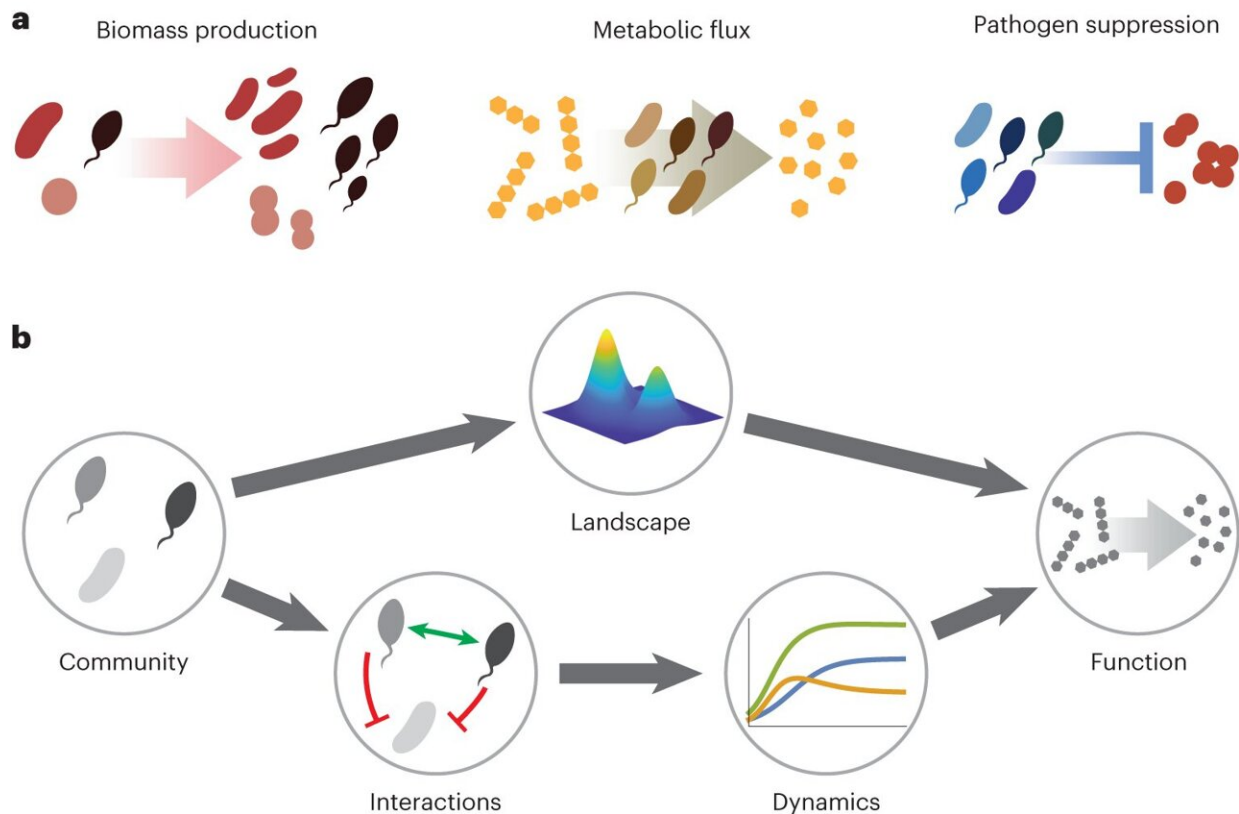 a
Biomass production
Metabolic flux
Pathogen suppression
b
Landscape
Community
Function
Interactions
Dynamics